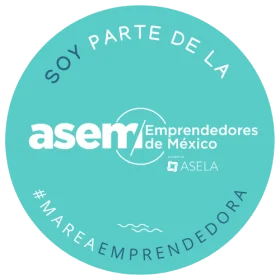 SOY PARTE DE LA
asem
Emprendedores
de México
ASELA
#MAREAEMPRENDEDORA